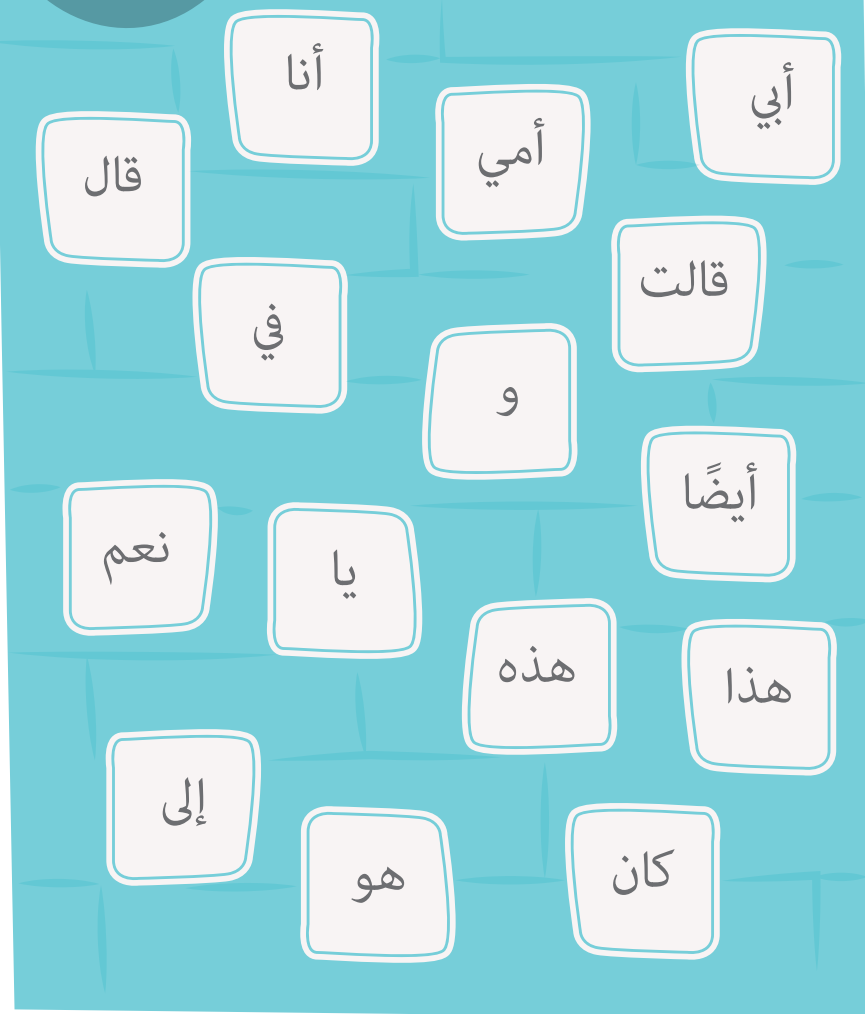 أنا
أبي
أمي
قال
قالت
في
و
أيضًا
نعم
يا
هذه
هذا
إلى
هو
كان